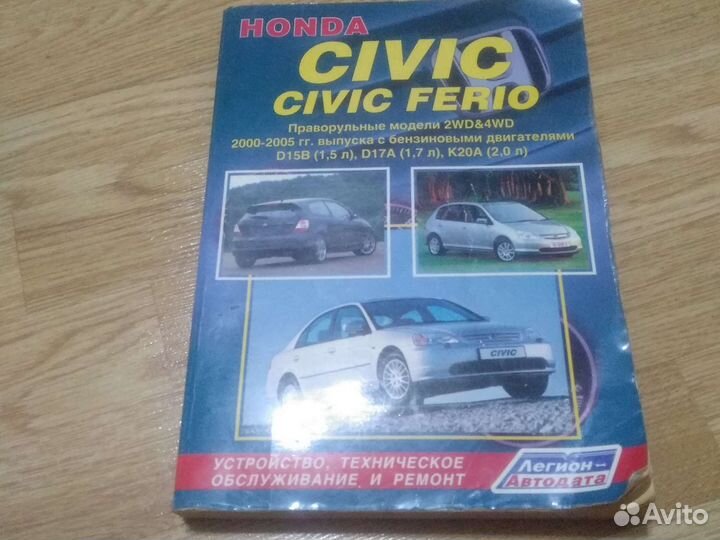 HONDA
CIVIC
CIVIC FERIO
Праворульные модели 2WD&4WD
2000-2005 гг. выпуска с бензиновыми двигателями
D15B (1,5 л), D17A (1,7 л), K20A (2,0 л)
CIVIC
УСТРОЙСТВО, ТЕХНИЧЕСКОЕ
ОБСЛУЖИВАНИЕ И РЕМОНТ
Легион-
Автодата
Avito